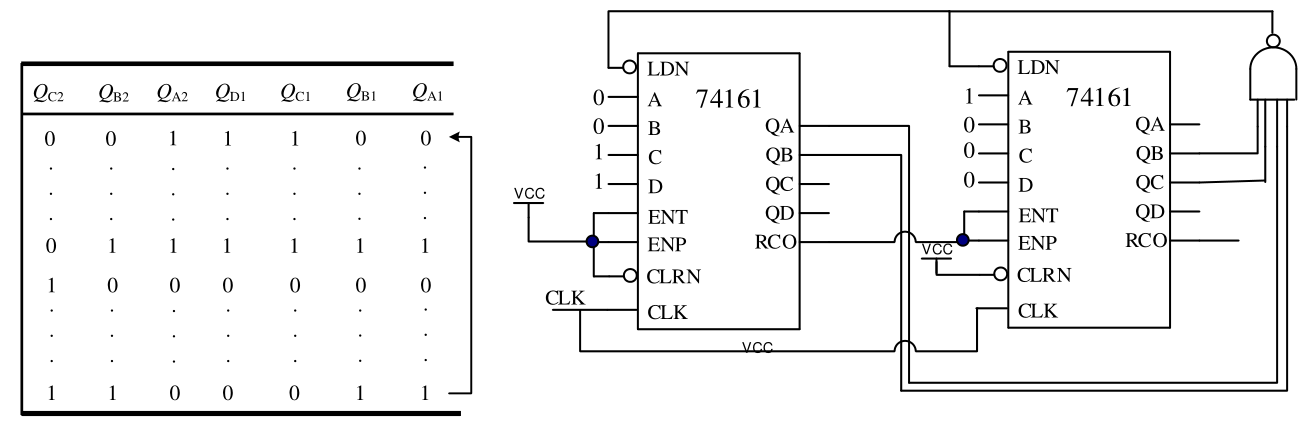 QC2 QB2 QA2 QD1 QC1 QB1 QA1
0 0 1 1 1 0 0
. . . . . . .
. . . . . . .
. . . . . . .
0 1 1 1 1 1 1
1 0 0 0 0 0 0
. . . . . . .
. . . . . . .
. . . . . . .
1 1 0 0 0 1 1
VCC
CLK
0
0
1
1
LDN
A
B
C
D
ENT
ENP
CLRN
CLK
74161
QA
QB
QC
QD
RCO
VCC
VCC
1
0
0
0
LDN
A
B
C
D
ENT
ENP
CLRN
CLK
74161
QA
QB
QC
QD
RCO